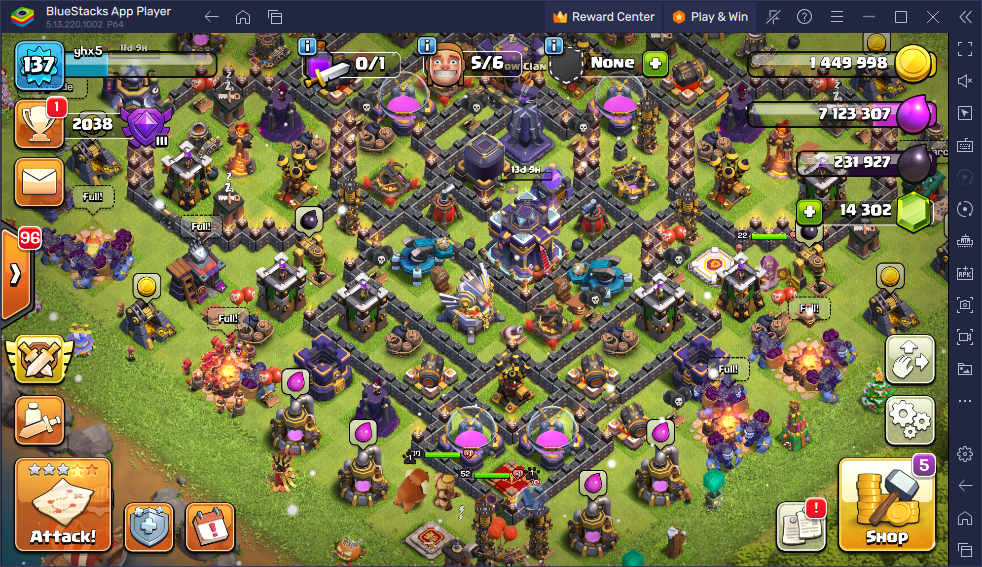 BlueStacks App Player
5.13.220.1002 P64
Reward Center
Play & Win
137
yhx5
11d 9H
0/1
5/6
Clan
None
1 449 998
1
2038
III
7 123 307
13d 9H
231 927
14 302
Full!
Full!
96
22
Full!
Full!
Full!
52
5
Attack!
Shop